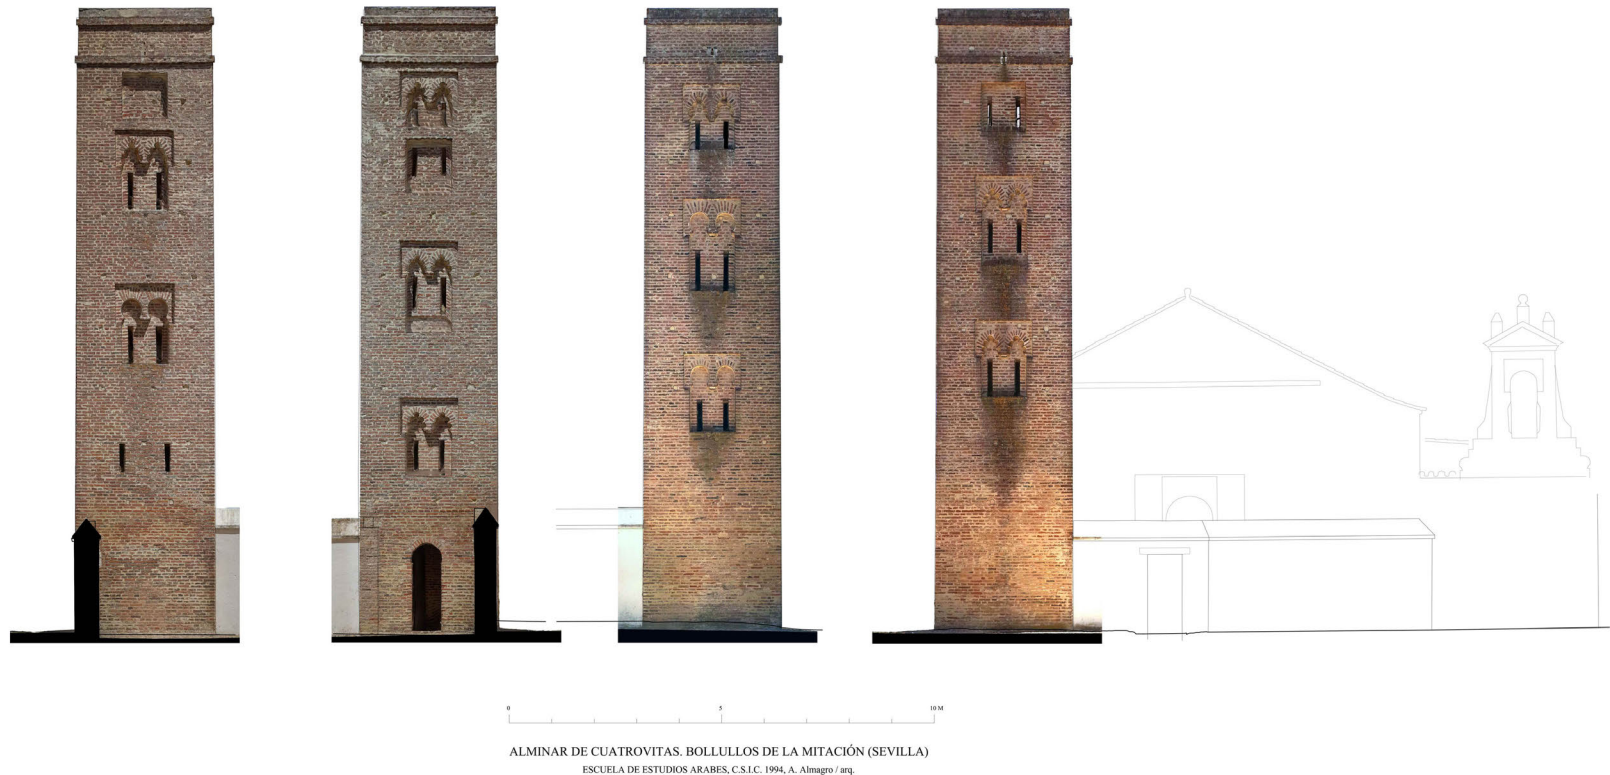 0 5 10 M
ALMINAR DE CUATROVITAS. BOLLULLOS DE LA MITACIÓN (SEVILLA)
ESCUELA DE ESTUDIOS ARABES, C.S.I.C. 1994, A. Almagro / arq.